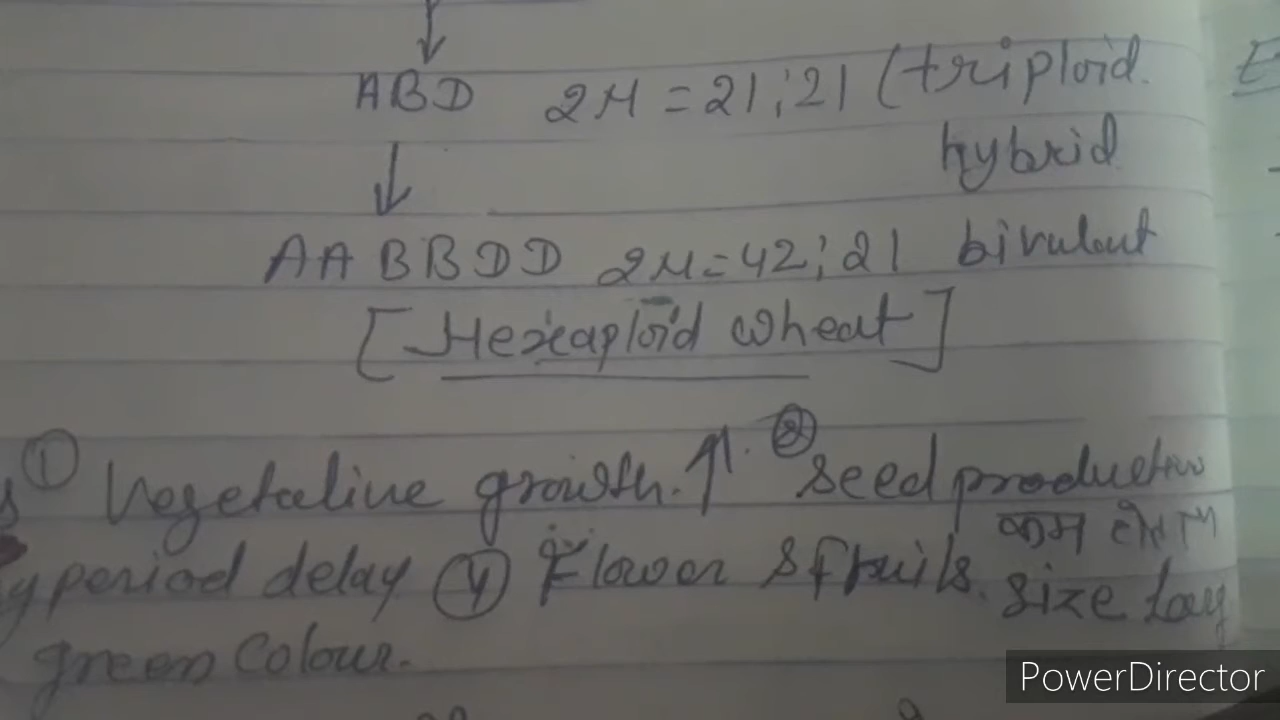 ABD 2n = 21; 21 (triploid
hybrid
AABBDD 2n = 42; 21 bivalent
[Hexaploid wheat]
① Vegetative growth. ↑. ② seed production
कम होता
period delay ④ Flower & fruits. size
green colour.
PowerDirector